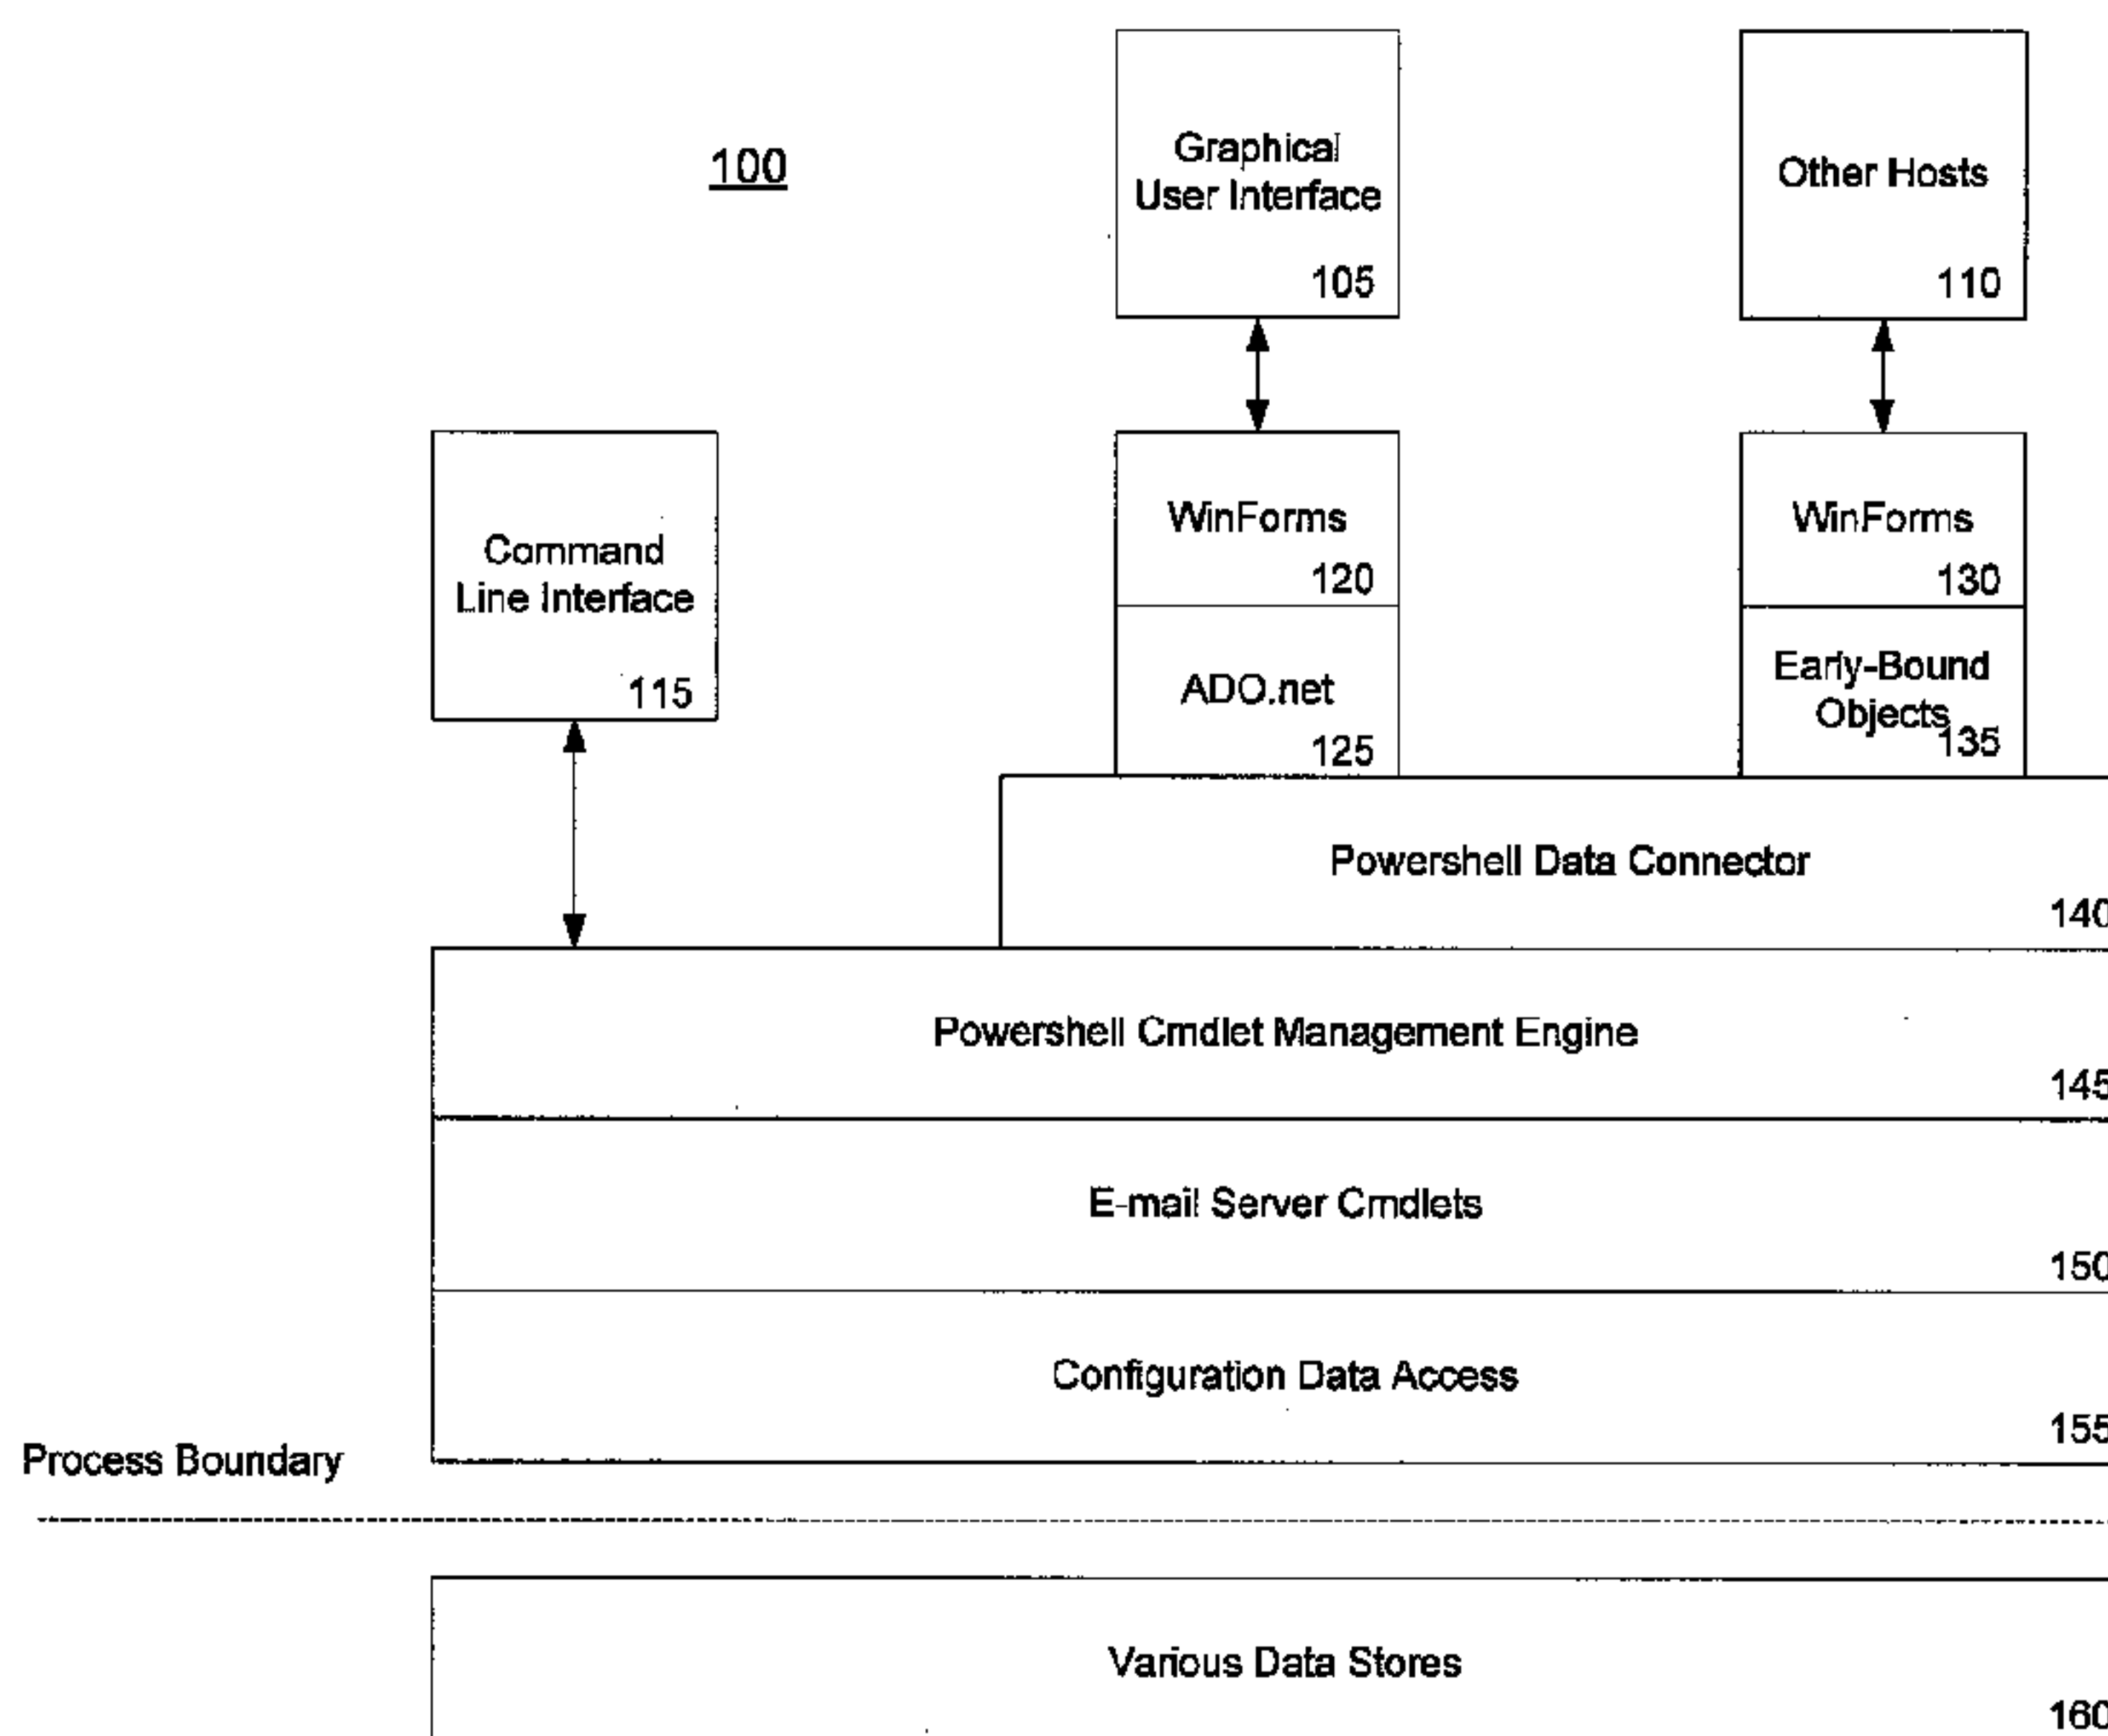 100
Graphical
User Interface
105
Other Hosts
110
Command
Line Interface
115
WinForms
120
ADO.net
125
WinForms
130
Early-Bound
Objects
135
Powershell Data Connector
140
Powershell Cmdlet Management Engine
145
E-mail Server Cmdlets
150
Configuration Data Access
155
Process Boundary
Various Data Stores
160